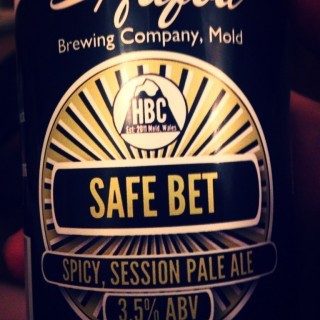 Brewing Company, Mold
HBC
Est 2011 Mold, Wales
SAFE BET
SPICY, SESSION PALE ALE
3.5% ABV